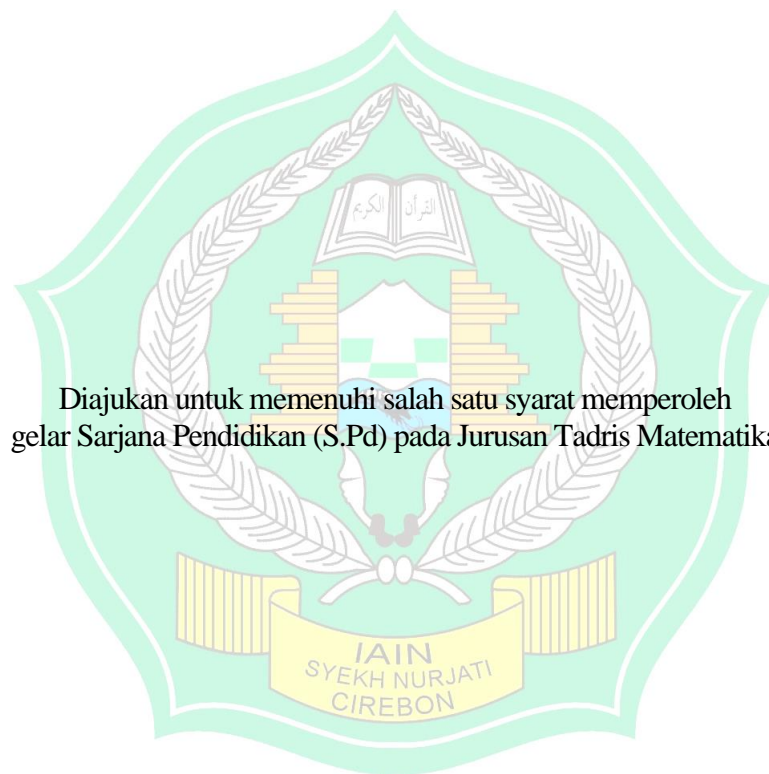 القرآن الكريم
Diajukan untuk memenuhi salah satu syarat memperoleh
gelar Sarjana Pendidikan (S.Pd) pada Jurusan Tadris Matematika
IAIN
SYEKH NURJATI
CIREBON